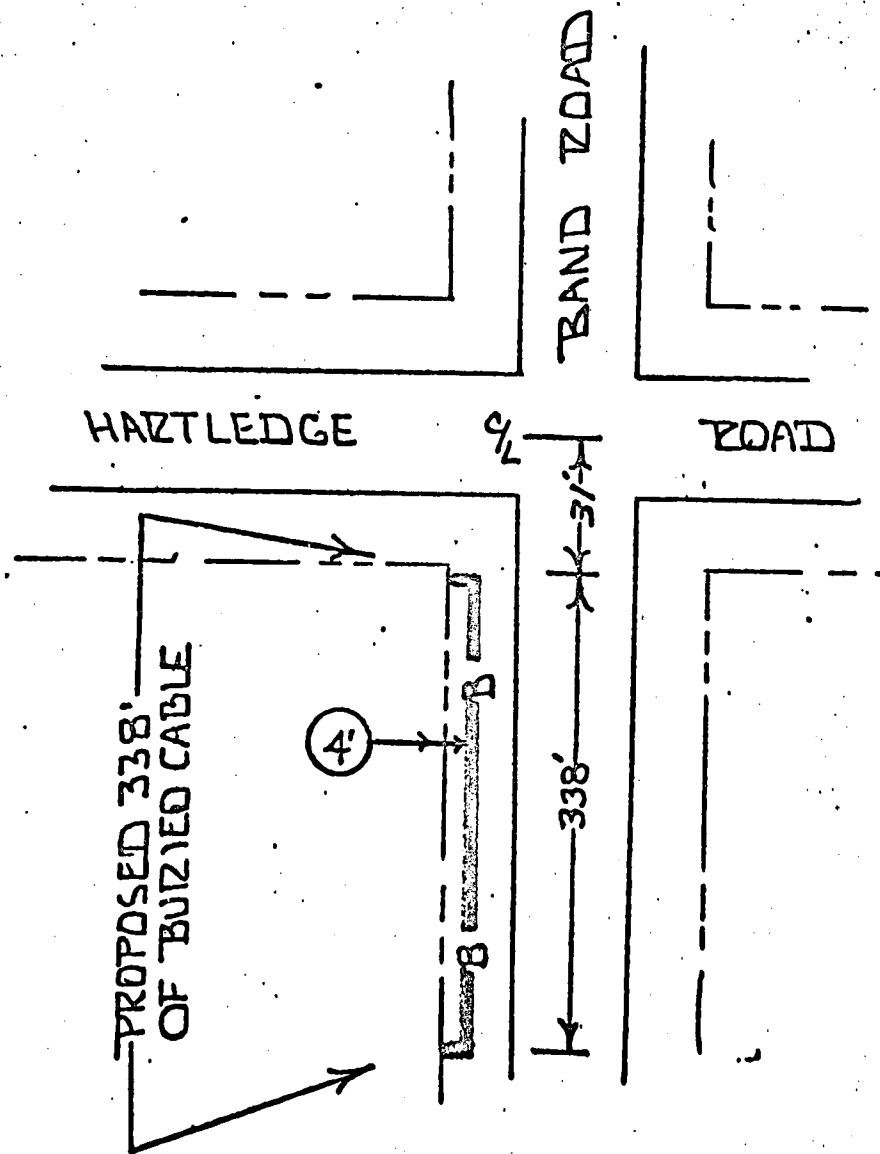 BAND ROAD
HARTLEDGE
C/L
ROAD
31'
PROPOSED 338'
OF BURIED CABLE
4'
B
338'
B